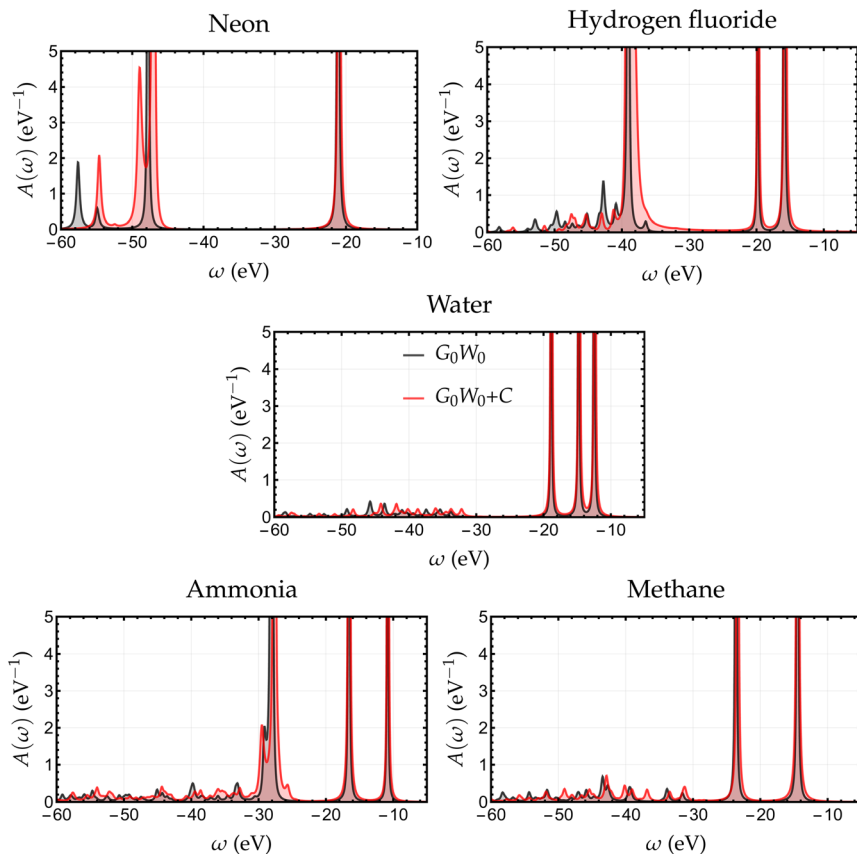 Neon
Hydrogen fluoride
A(ω) (eV⁻¹)
5
4
3
2
1
0
−60 −50 −40 −30 −20 −10
ω (eV)
A(ω) (eV⁻¹)
5
4
3
2
1
0
−60 −50 −40 −30 −20 −10
ω (eV)
Water
A(ω) (eV⁻¹)
5
4
3
2
1
0
G₀W₀
G₀W₀+C
−60 −50 −40 −30 −20 −10
ω (eV)
Ammonia
Methane
A(ω) (eV⁻¹)
5
4
3
2
1
0
−60 −50 −40 −30 −20 −10
ω (eV)
A(ω) (eV⁻¹)
5
4
3
2
1
0
−60 −50 −40 −30 −20 −10
ω (eV)